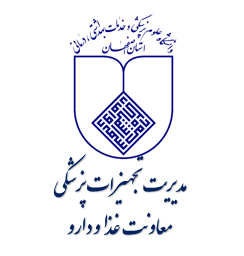 دانشگاه علوم پزشکی و خدمات بهداشتی، درمانی
استان اصفهان
مدیریت تجهیزات پزشکی
معاونت غذا و دارو